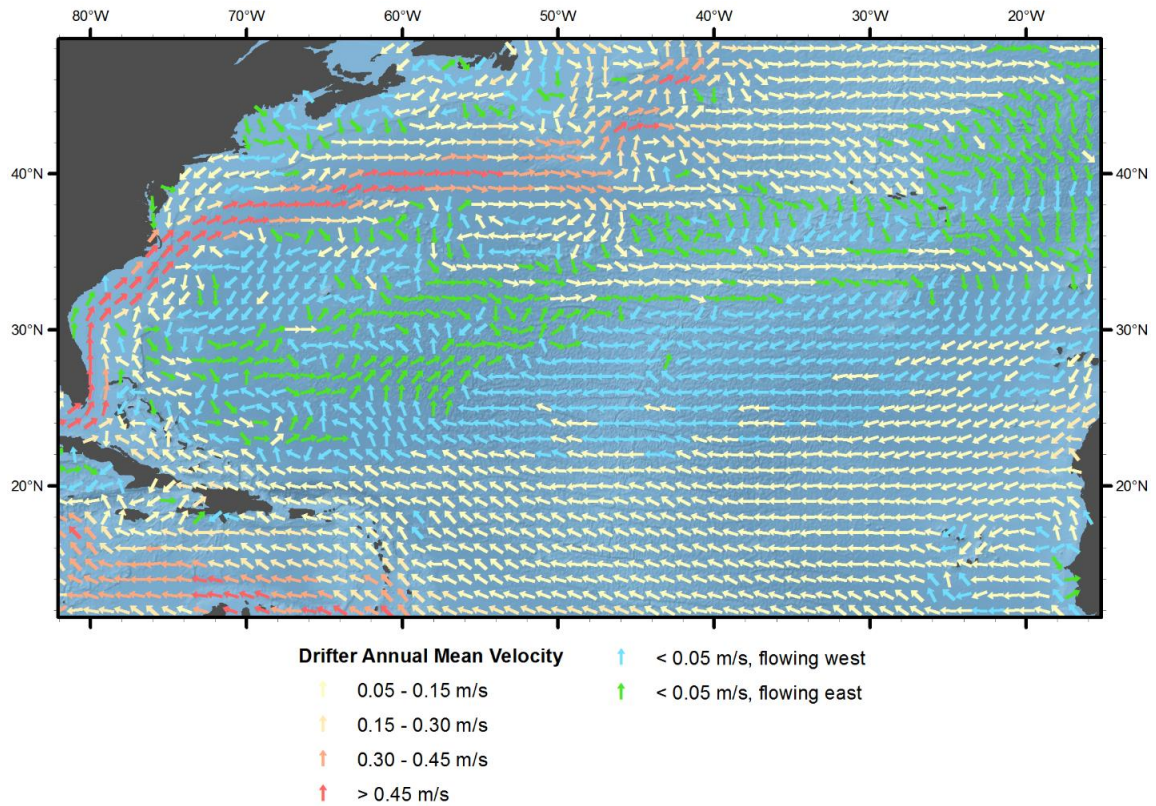 80°W 70°W 60°W 50°W 40°W 30°W 20°W
40°N 40°N
30°N 30°N
20°N 20°N
Drifter Annual Mean Velocity
0.05 - 0.15 m/s
0.15 - 0.30 m/s
0.30 - 0.45 m/s
> 0.45 m/s
< 0.05 m/s, flowing west
< 0.05 m/s, flowing east